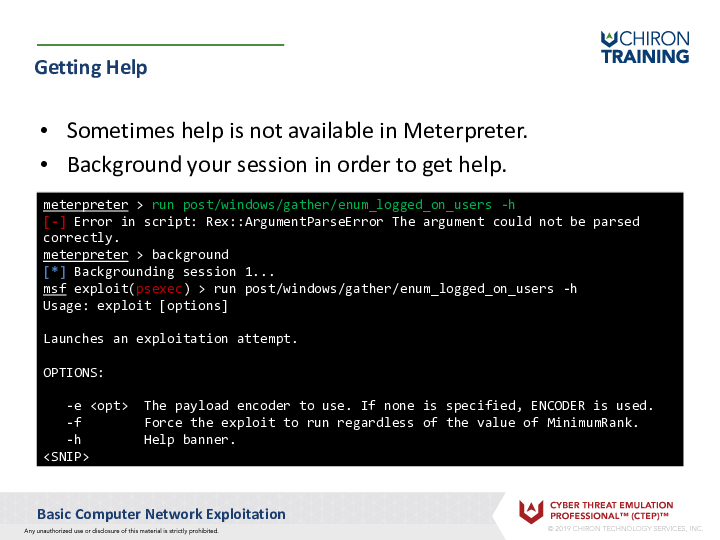 CHIRON
TRAINING
Getting Help
• Sometimes help is not available in Meterpreter.
• Background your session in order to get help.
meterpreter > run post/windows/gather/enum_logged_on_users -h
[-] Error in script: Rex::ArgumentParseError The argument could not be parsed
correctly.
meterpreter > background
[*] Backgrounding session 1...
msf exploit(psexec) > run post/windows/gather/enum_logged_on_users -h
Usage: exploit [options]
Launches an exploitation attempt.
OPTIONS:
-e <opt>  The payload encoder to use. If none is specified, ENCODER is used.
-f        Force the exploit to run regardless of the value of MinimumRank.
-h        Help banner.
<SNIP>
Basic Computer Network Exploitation
CYBER THREAT EMULATION
PROFESSIONAL™ (CTEP)™
Any unauthorized use or disclosure of this material is strictly prohibited.
© 2019 CHIRON TECHNOLOGY SERVICES, INC.